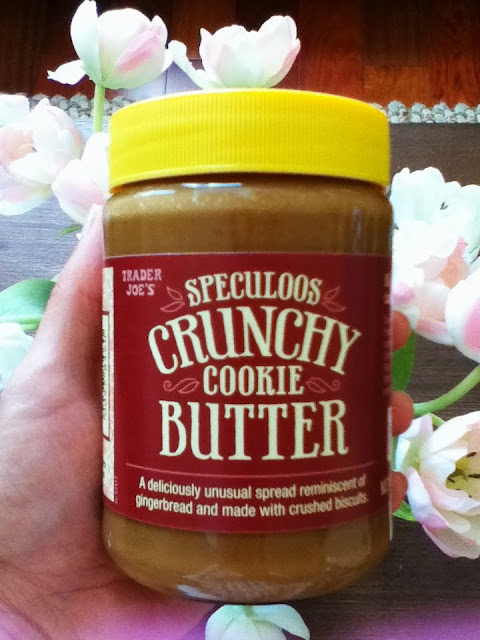 TRADER
JOE'S
SPECULOOS
CRUNCHY
COOKIE
BUTTER
A deliciously unusual spread reminiscent of
gingerbread and made with crushed biscuits